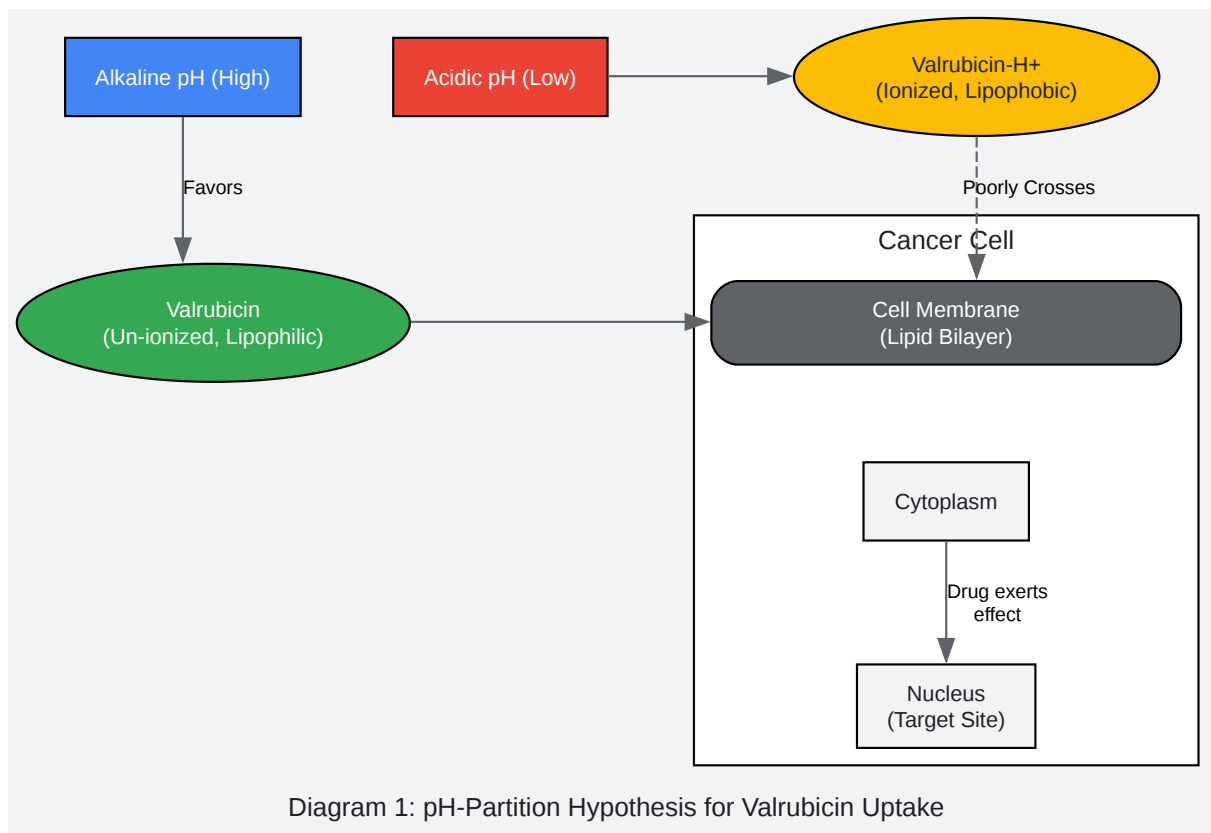 Alkaline pH (High)
Acidic pH (Low)
Valrubicin-H+
(Ionized, Lipophobic)
Favors
Poorly Crosses
Cancer Cell
Valrubicin
(Un-ionized, Lipophilic)
Cell Membrane
(Lipid Bilayer)
Cytoplasm
Drug exerts
effect
Nucleus
(Target Site)
Diagram 1: pH-Partition Hypothesis for Valrubicin Uptake